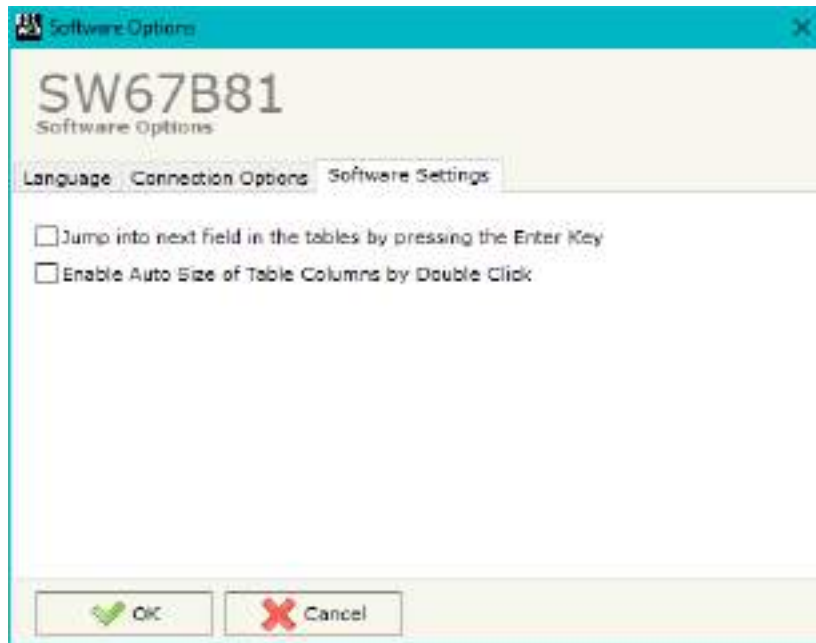 Software Options
SW67B81
Software Options
Language Connection Options Software Settings
Jump into next field in the tables by pressing the Enter Key
Enable Auto Size of Table Columns by Double Click
OK Cancel